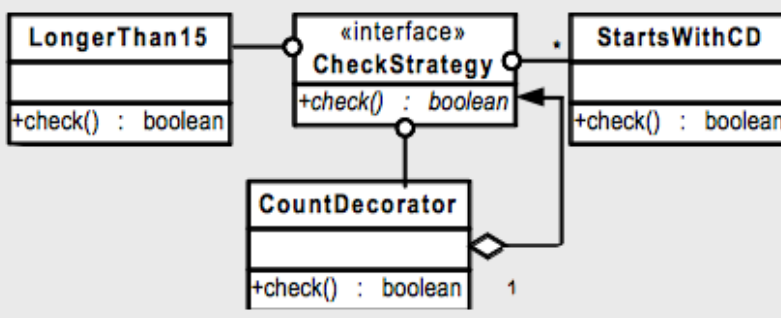 LongerThan15
+check() : boolean
«interface»
CheckStrategy
+check() : boolean
*
StartsWithCD
+check() : boolean
CountDecorator
+check() : boolean
1